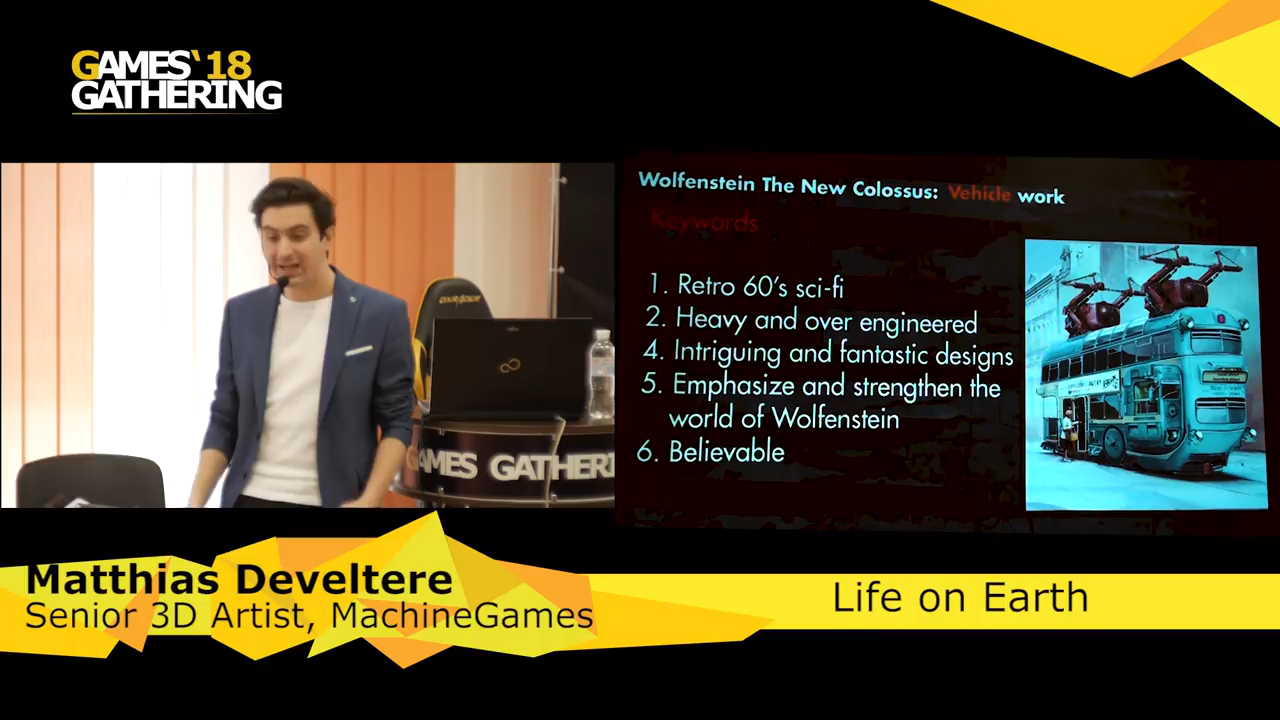 GAMES‘18
GATHERING
Wolfenstein The New Colossus: Vehicle work
Keywords
1. Retro 60's sci-fi
2. Heavy and over engineered
4. Intriguing and fantastic designs
5. Emphasize and strengthen the
world of Wolfenstein
6. Believable
GAMES GATHERI
Matthias Develtere
Senior 3D Artist, MachineGames
Life on Earth